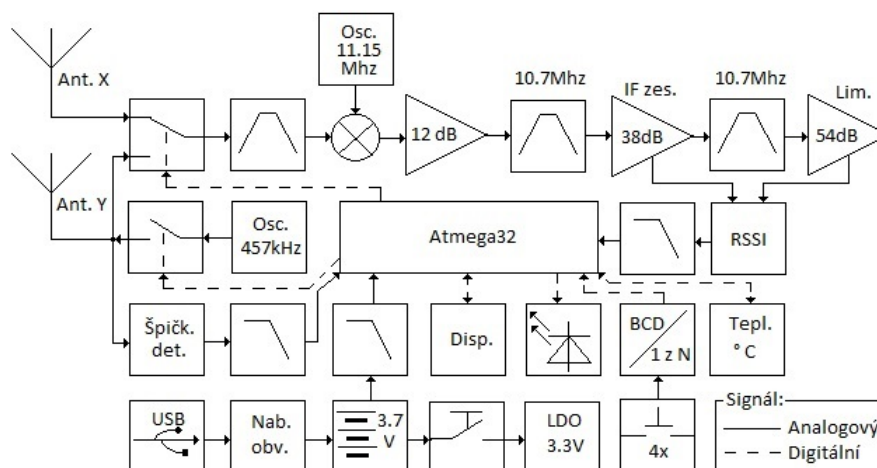 Osc.
11.15
Mhz
Ant. X
10.7Mhz
IF zes.
10.7Mhz
Lim.
12 dB
38dB
54dB
Ant. Y
Osc.
457kHz
Atmega32
RSSI
Špičk.
det.
Disp.
BCD
1 z N
Tepl.
° C
USB
Nab.
obv.
3.7
V
LDO
3.3V
4x
Signál:
Analogový
Digitální